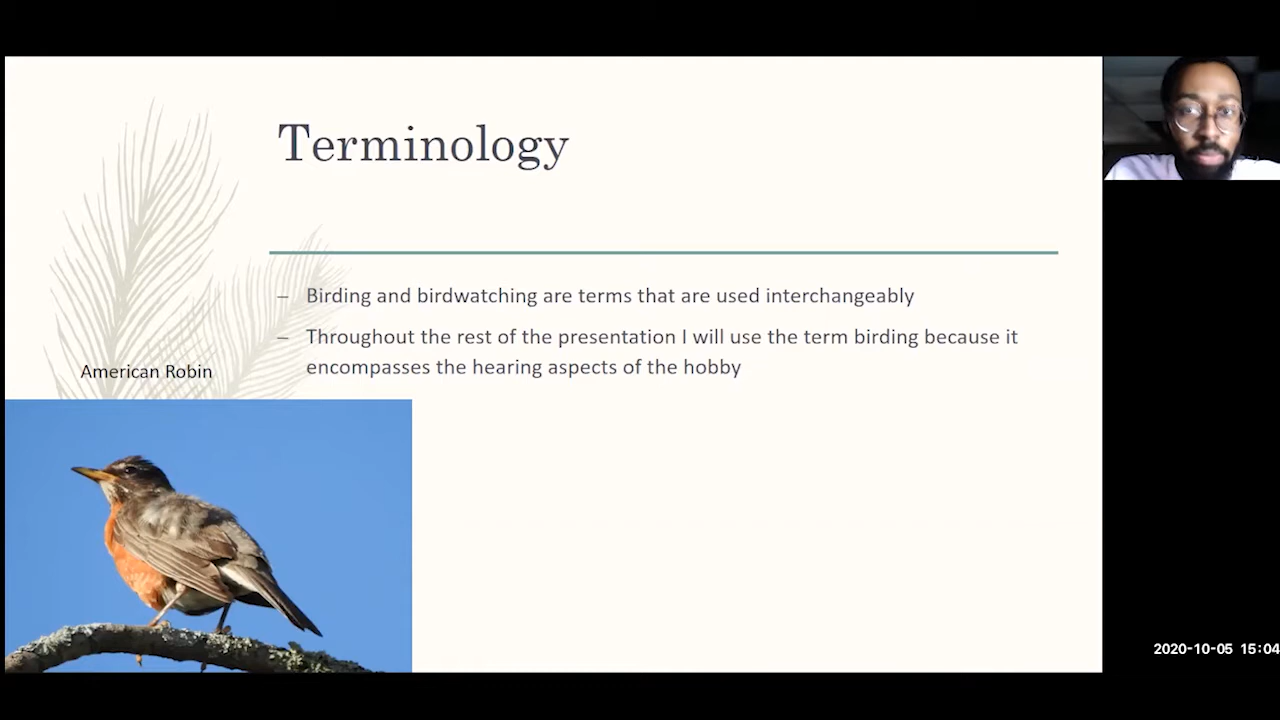 Terminology
– Birding and birdwatching are terms that are used interchangeably
– Throughout the rest of the presentation I will use the term birding because it
encompasses the hearing aspects of the hobby
American Robin
2020-10-05 15:04